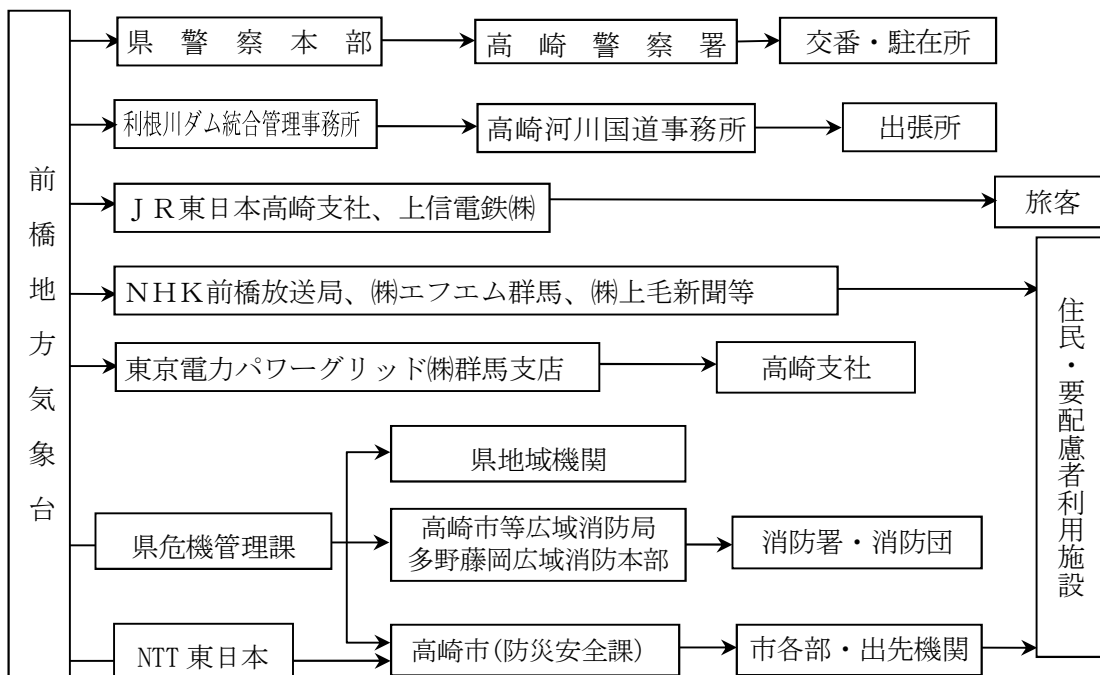 前橋地方気象台
県警察本部
高崎警察署
交番・駐在所
利根川ダム統合管理事務所
高崎河川国道事務所
出張所
ＪＲ東日本高崎支社、上信電鉄㈱
旅客
ＮＨＫ前橋放送局、㈱エフエム群馬、㈱上毛新聞等
住民・要配慮者利用施設
東京電力パワーグリッド㈱群馬支店
高崎支社
県危機管理課
県地域機関
高崎市等広域消防局
多野藤岡広域消防本部
消防署・消防団
NTT 東日本
高崎市(防災安全課)
市各部・出先機関